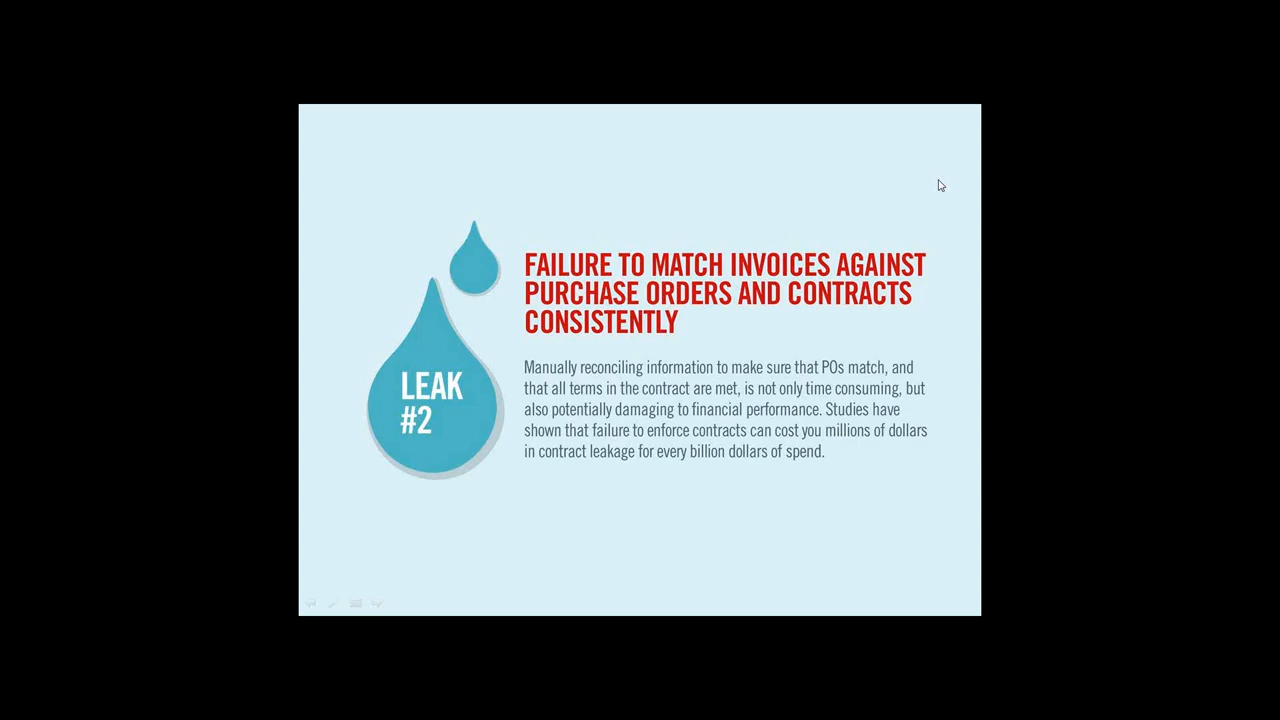 FAILURE TO MATCH INVOICES AGAINST
PURCHASE ORDERS AND CONTRACTS
CONSISTENTLY
LEAK
#2
Manually reconciling information to make sure that POs match, and
that all terms in the contract are met, is not only time consuming, but
also potentially damaging to financial performance. Studies have
shown that failure to enforce contracts can cost you millions of dollars
in contract leakage for every billion dollars of spend.